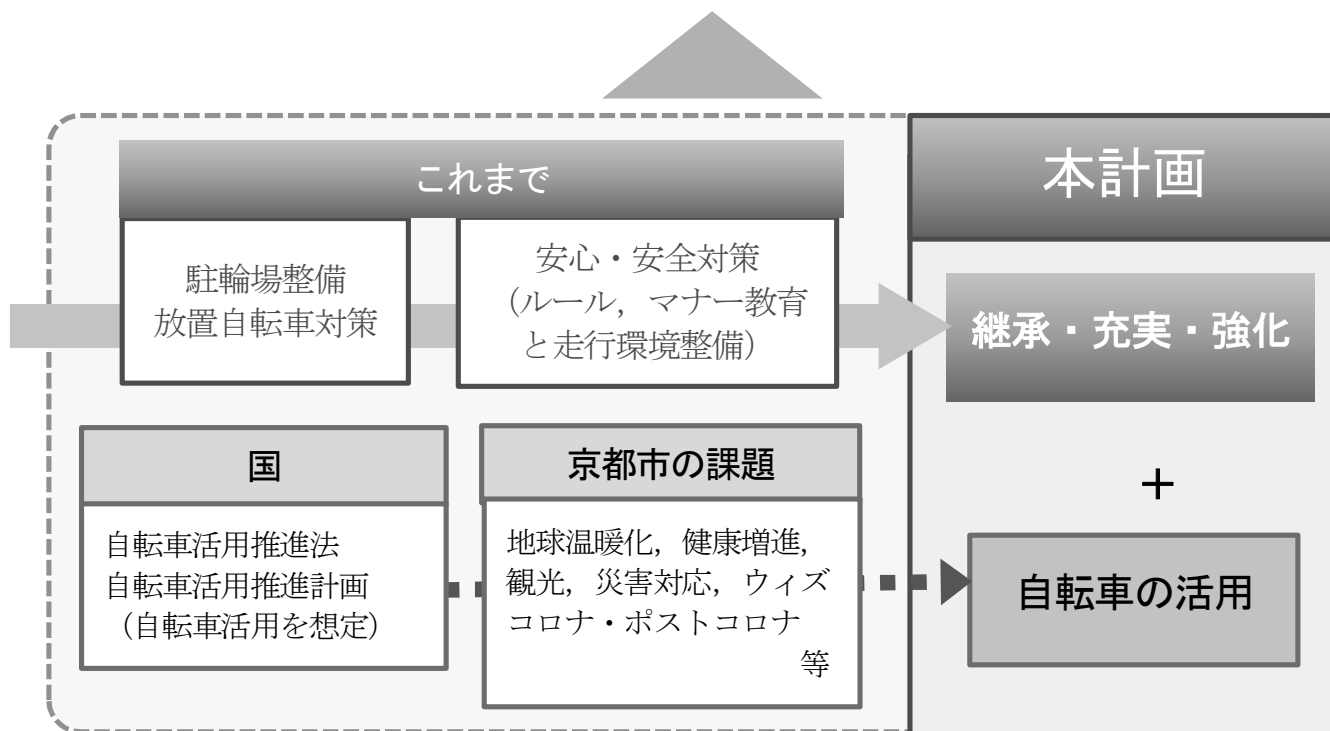 これまで
本計画
駐輪場整備
放置自転車対策
安心・安全対策
（ルール，マナー教育
と走行環境整備）
継承・充実・強化
国
自転車活用推進法
自転車活用推進計画
（自転車活用を想定）
京都市の課題
地球温暖化，健康増進，
観光，災害対応，ウィズ
コロナ・ポストコロナ
等
＋
自転車の活用